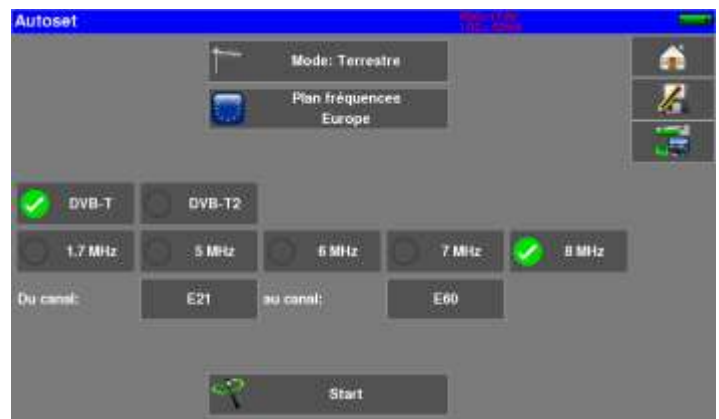 Autoset
Mode: Terrestre
Plan fréquences
Europe
DVB-T DVB-T2
1.7 MHz 5 MHz 6 MHz 7 MHz 8 MHz
Du canal: E21 au canal: E60
Start